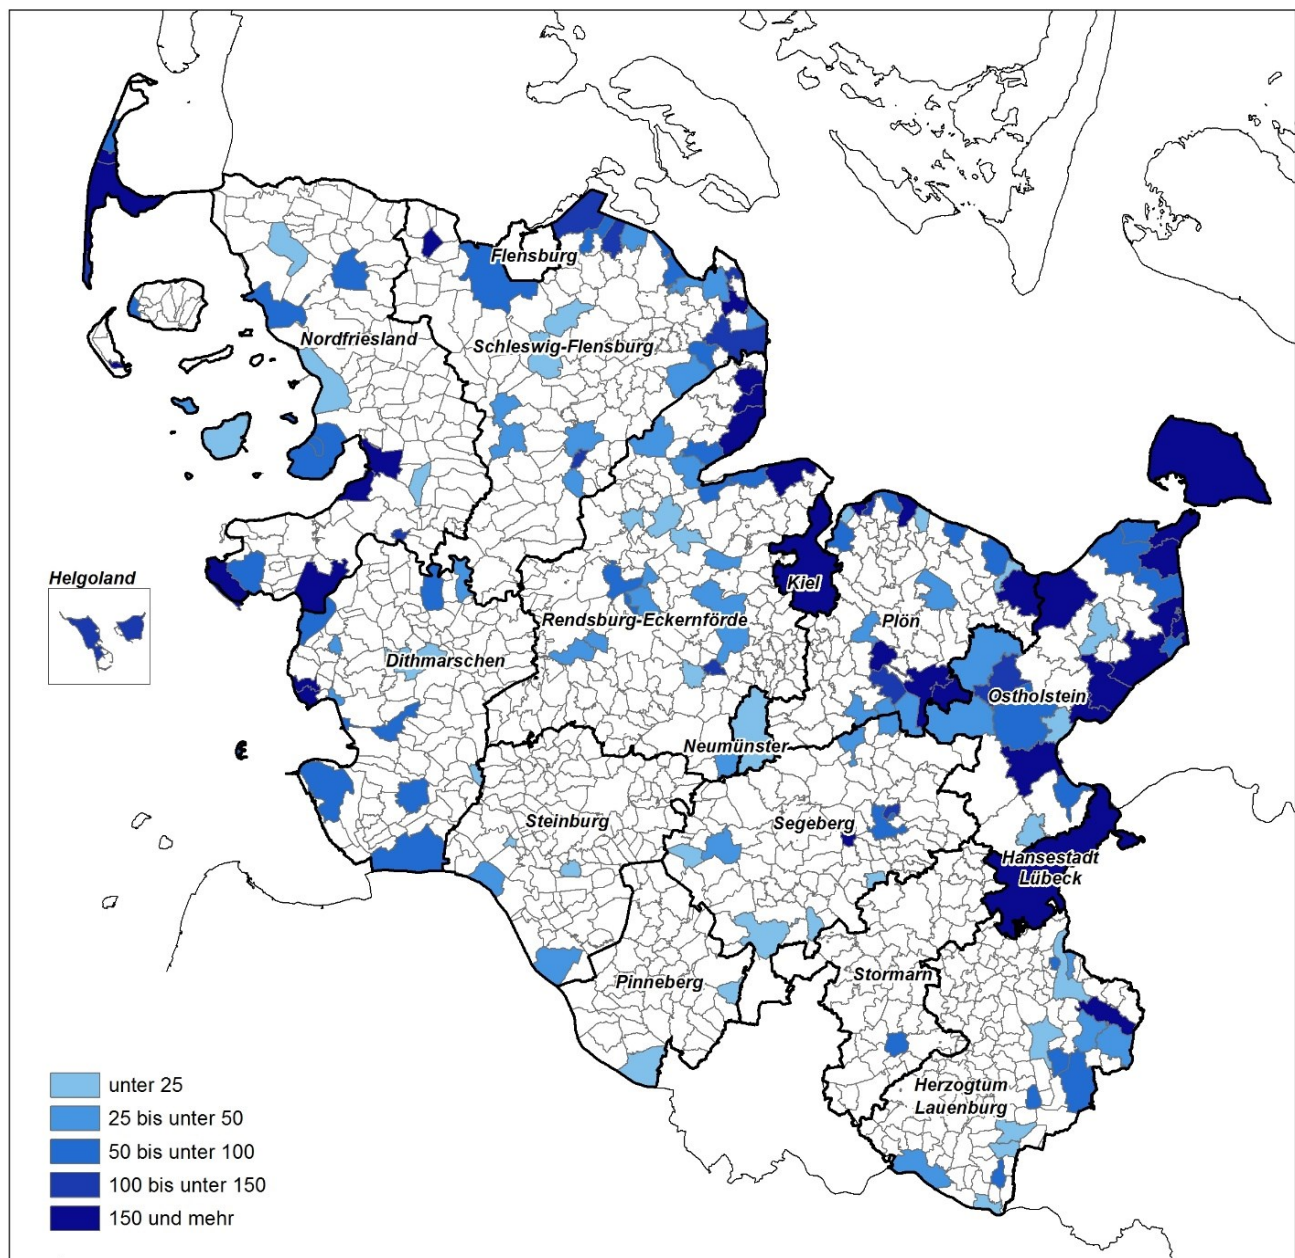 Flensburg
Nordfriesland
Schleswig-Flensburg
Helgoland
Kiel
Rendsburg-Eckernförde
Plön
Dithmarschen
Ostholstein
Neumünster
Steinburg
Segeberg
Hansestadt
Lübeck
Pinneberg
Stormarn
Herzogtum
Lauenburg
unter 25
25 bis unter 50
50 bis unter 100
100 bis unter 150
150 und mehr